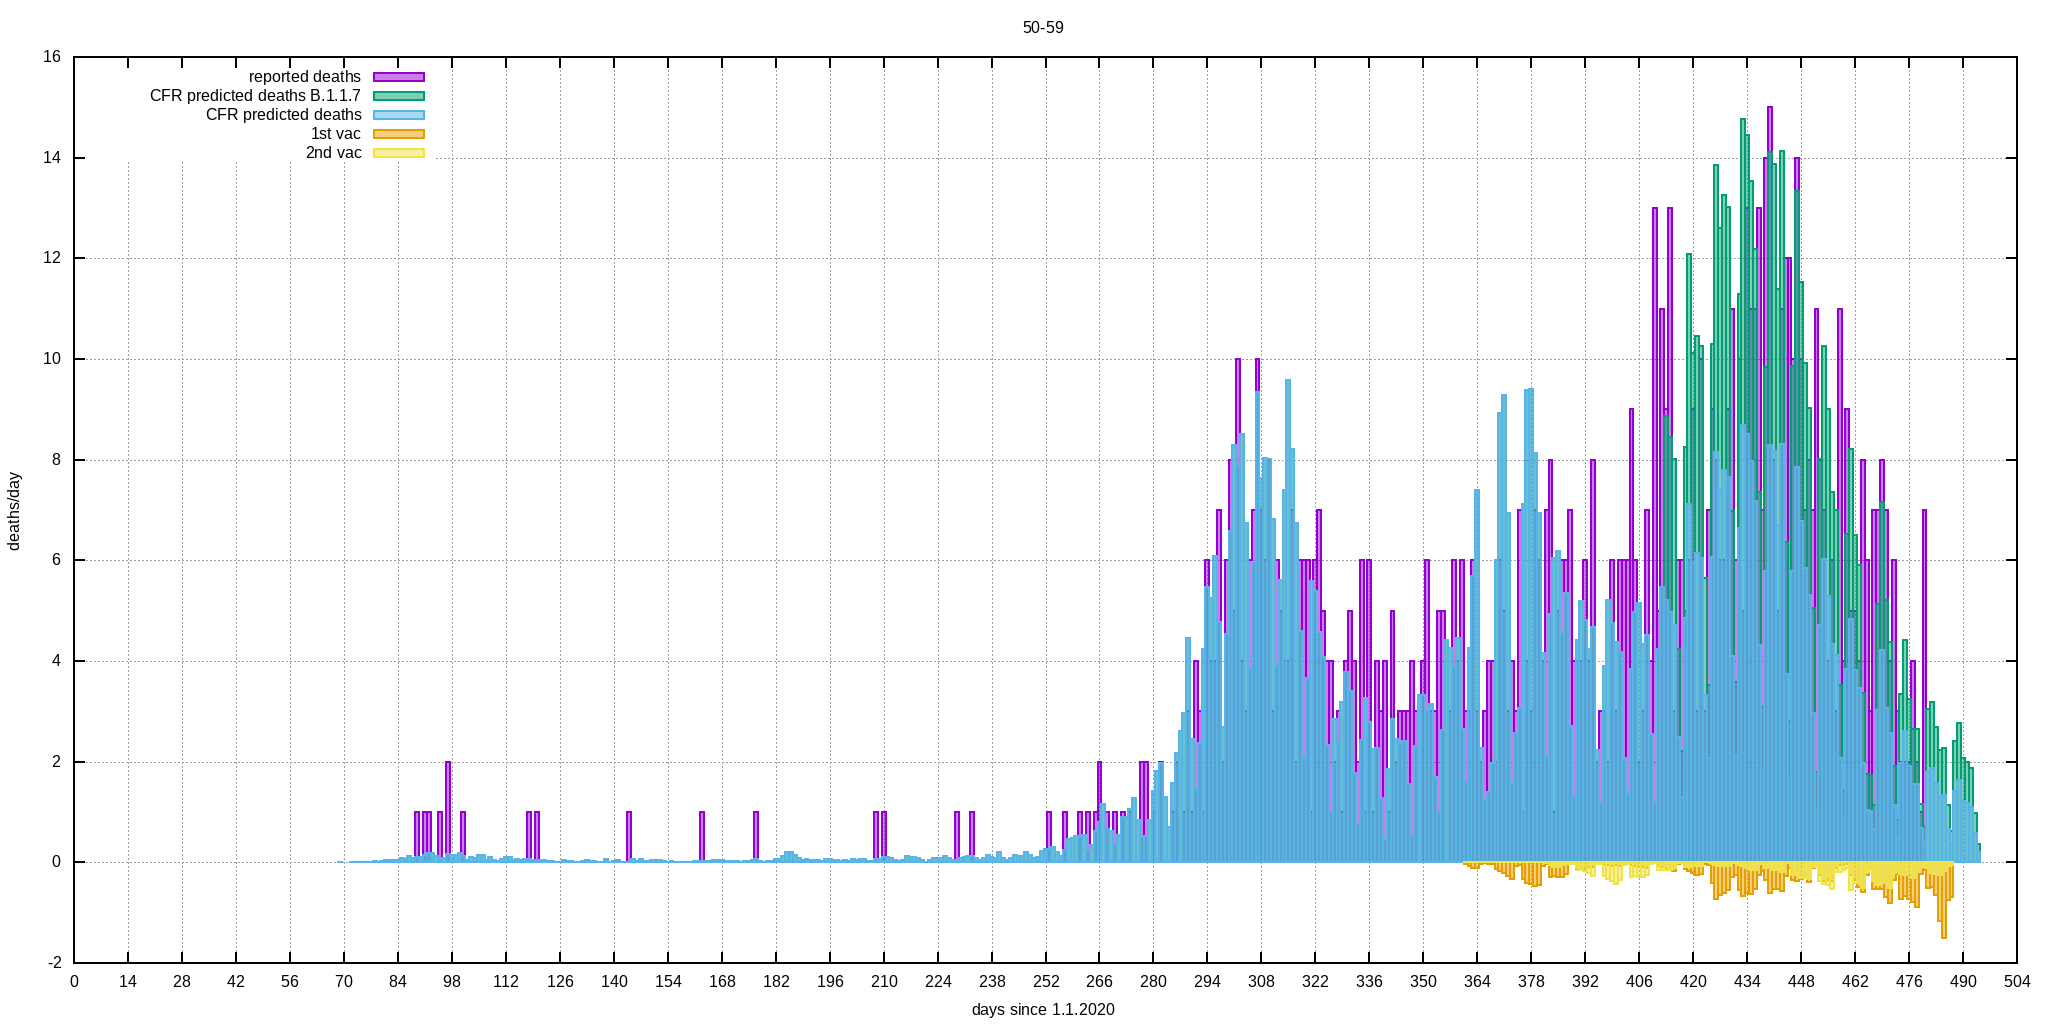 50-59
16
14
12
10
8
6
4
2
0
-2
deaths/day
reported deaths
CFR predicted deaths B.1.1.7
CFR predicted deaths
1st vac
2nd vac
0 14 28 42 56 70 84 98 112 126 140 154 168 182 196 210 224 238 252 266 280 294 308 322 336 350 364 378 392 406 420 434 448 462 476 490 504
days since 1.1.2020